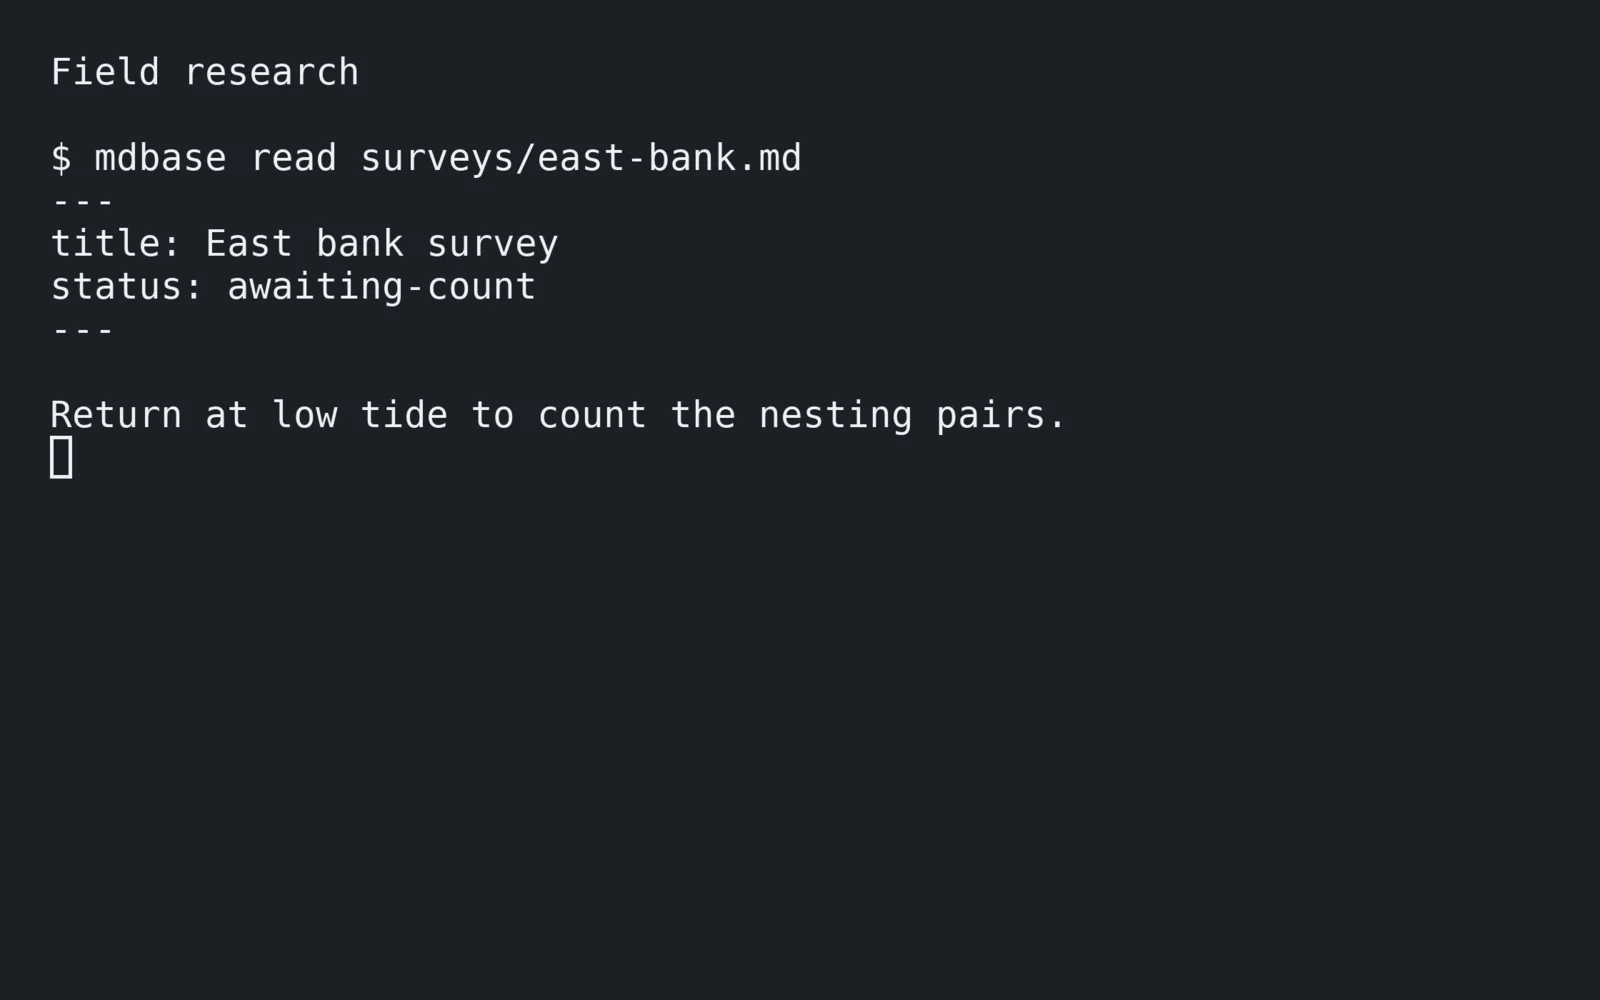 Field research
$ mdbase read surveys/east-bank.md
---
title: East bank survey
status: awaiting-count
---
Return at low tide to count the nesting pairs.